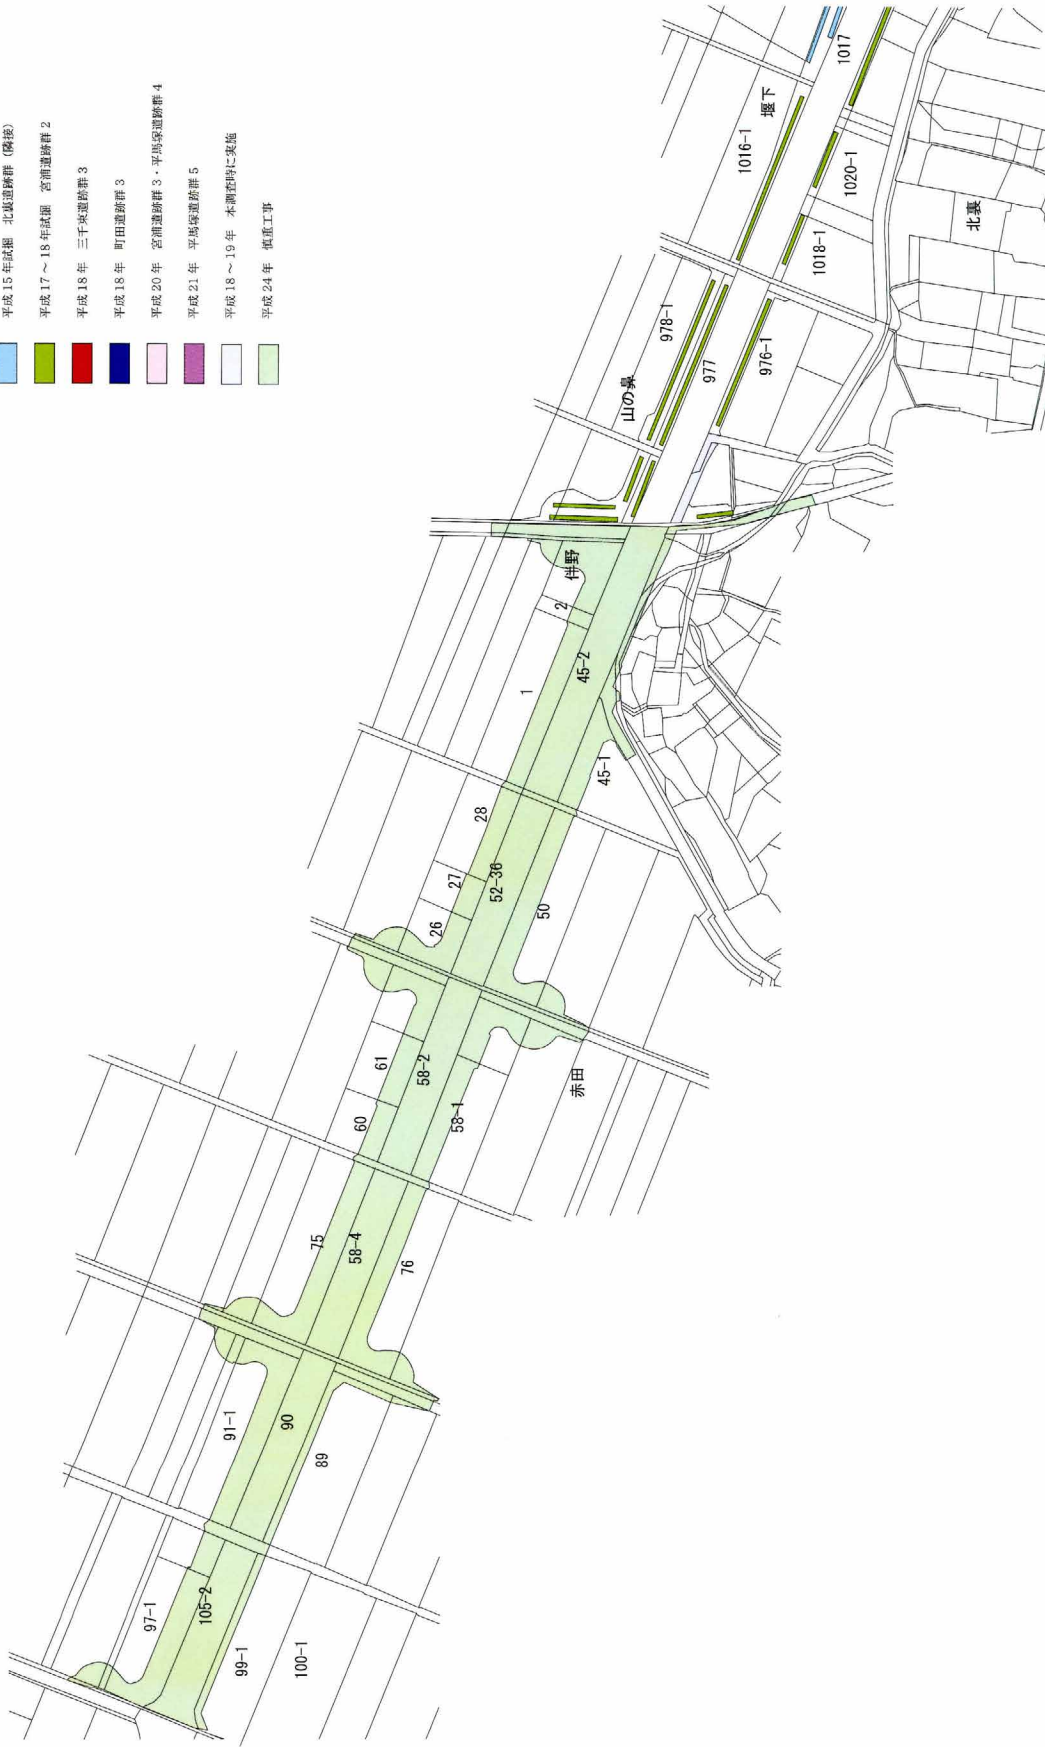 平成15年試掘　北裏遺跡群（隣接）
平成17～18年試掘　宮浦遺跡群2
平成18年　三千束遺跡群3
平成18年　町田遺跡群3
平成20年　宮浦遺跡群3・平馬塚遺跡群4
平成21年　平馬塚遺跡群5
平成18～19年　本調査時に実施
平成24年　慎重工事
1017
堰下
1016-1
1020-1
北裏
1018-1
978-1
977
976-1
山の鼻
伴野
2
45-2
1
45-1
28
27
52-36
26
50
61
58-2
赤田
60
58-1
75
58-4
76
91-1
90
89
97-1
105-2
99-1
100-1